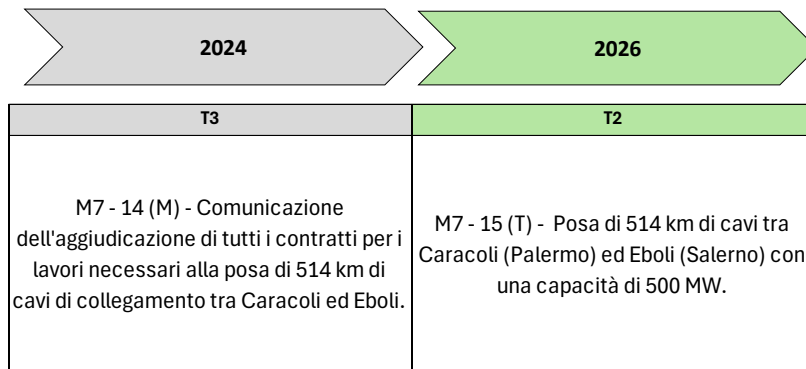 2024
2026
T3
T2
M7 - 14 (M) - Comunicazione
dell'aggiudicazione di tutti i contratti per i
lavori necessari alla posa di 514 km di
cavi di collegamento tra Caracoli ed Eboli.
M7 - 15 (T) -  Posa di 514 km di cavi tra
Caracoli (Palermo) ed Eboli (Salerno) con
una capacità di 500 MW.